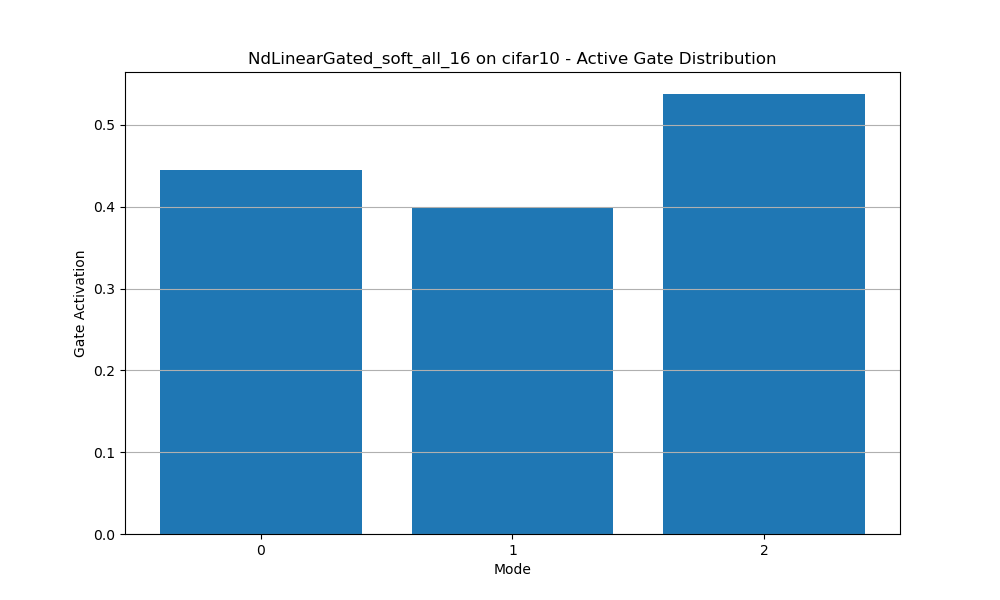 NdLinearGated_soft_all_16 on cifar10 - Active Gate Distribution
Gate Activation
0.5
0.4
0.3
0.2
0.1
0.0
0 1 2
Mode